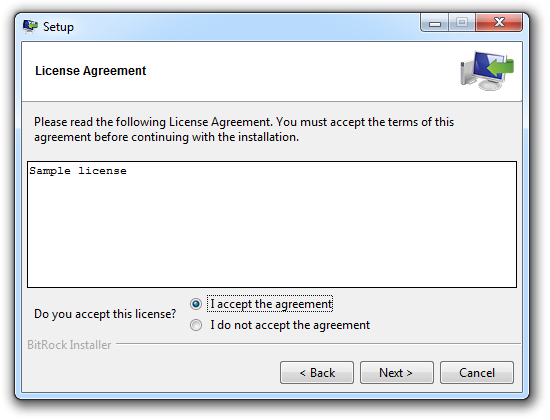 Setup
License Agreement
Please read the following License Agreement. You must accept the terms of this
agreement before continuing with the installation.
Sample license
Do you accept this license?
I accept the agreement
I do not accept the agreement
BitRock Installer
< Back
Next >
Cancel